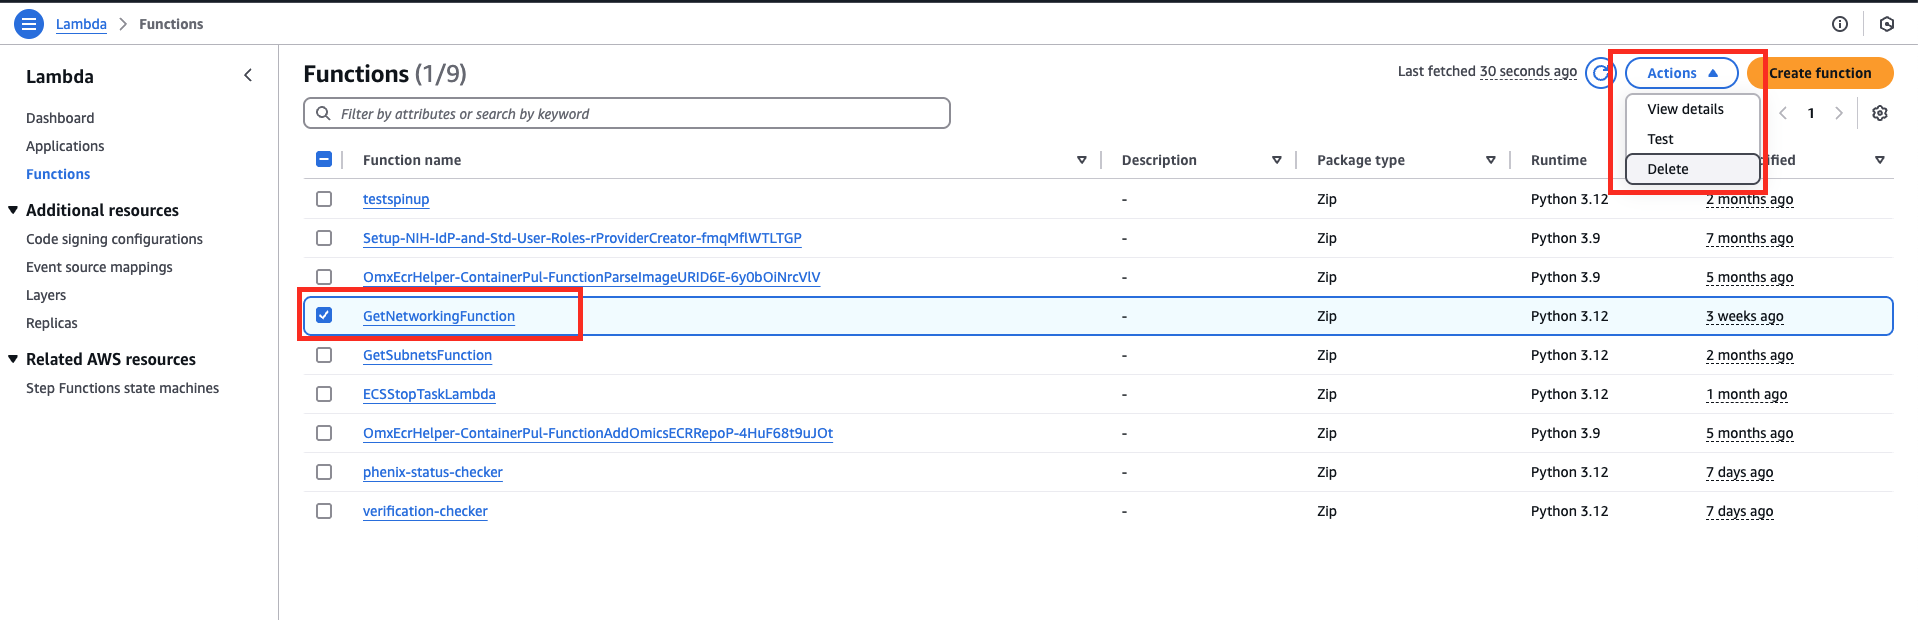 Lambda > Functions
Lambda
Dashboard
Applications
Functions
Additional resources
Code signing configurations
Event source mappings
Layers
Replicas
Related AWS resources
Step Functions state machines
Functions (1/9)
Last fetched 30 seconds ago
Actions
Create function
Filter by attributes or search by keyword
View details
Test
Delete
1
Function name Description Package type Runtime ified
testspinup - Zip Python 3.12 2 months ago
Setup-NIH-IdP-and-Std-User-Roles-rProviderCreator-fmqMflWTLTGP - Zip Python 3.9 7 months ago
OmxEcrHelper-ContainerPul-FunctionParseImageURID6E-6y0bOiNrcVlV - Zip Python 3.9 5 months ago
GetNetworkingFunction - Zip Python 3.12 3 weeks ago
GetSubnetsFunction - Zip Python 3.12 2 months ago
ECSStopTaskLambda - Zip Python 3.12 1 month ago
OmxEcrHelper-ContainerPul-FunctionAddOmicsECRRepoP-4HuF68t9uJOt - Zip Python 3.9 5 months ago
phenix-status-checker - Zip Python 3.12 7 days ago
verification-checker - Zip Python 3.12 7 days ago